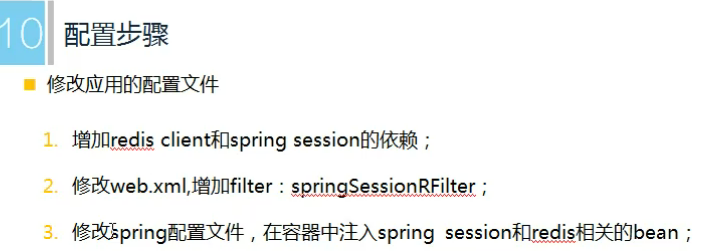 10 配置步骤
修改应用的配置文件
1. 增加redis client和spring session的依赖；
2. 修改web.xml,增加filter：springSessionRFilter；
3. 修改spring配置文件，在容器中注入spring session和redis相关的bean；